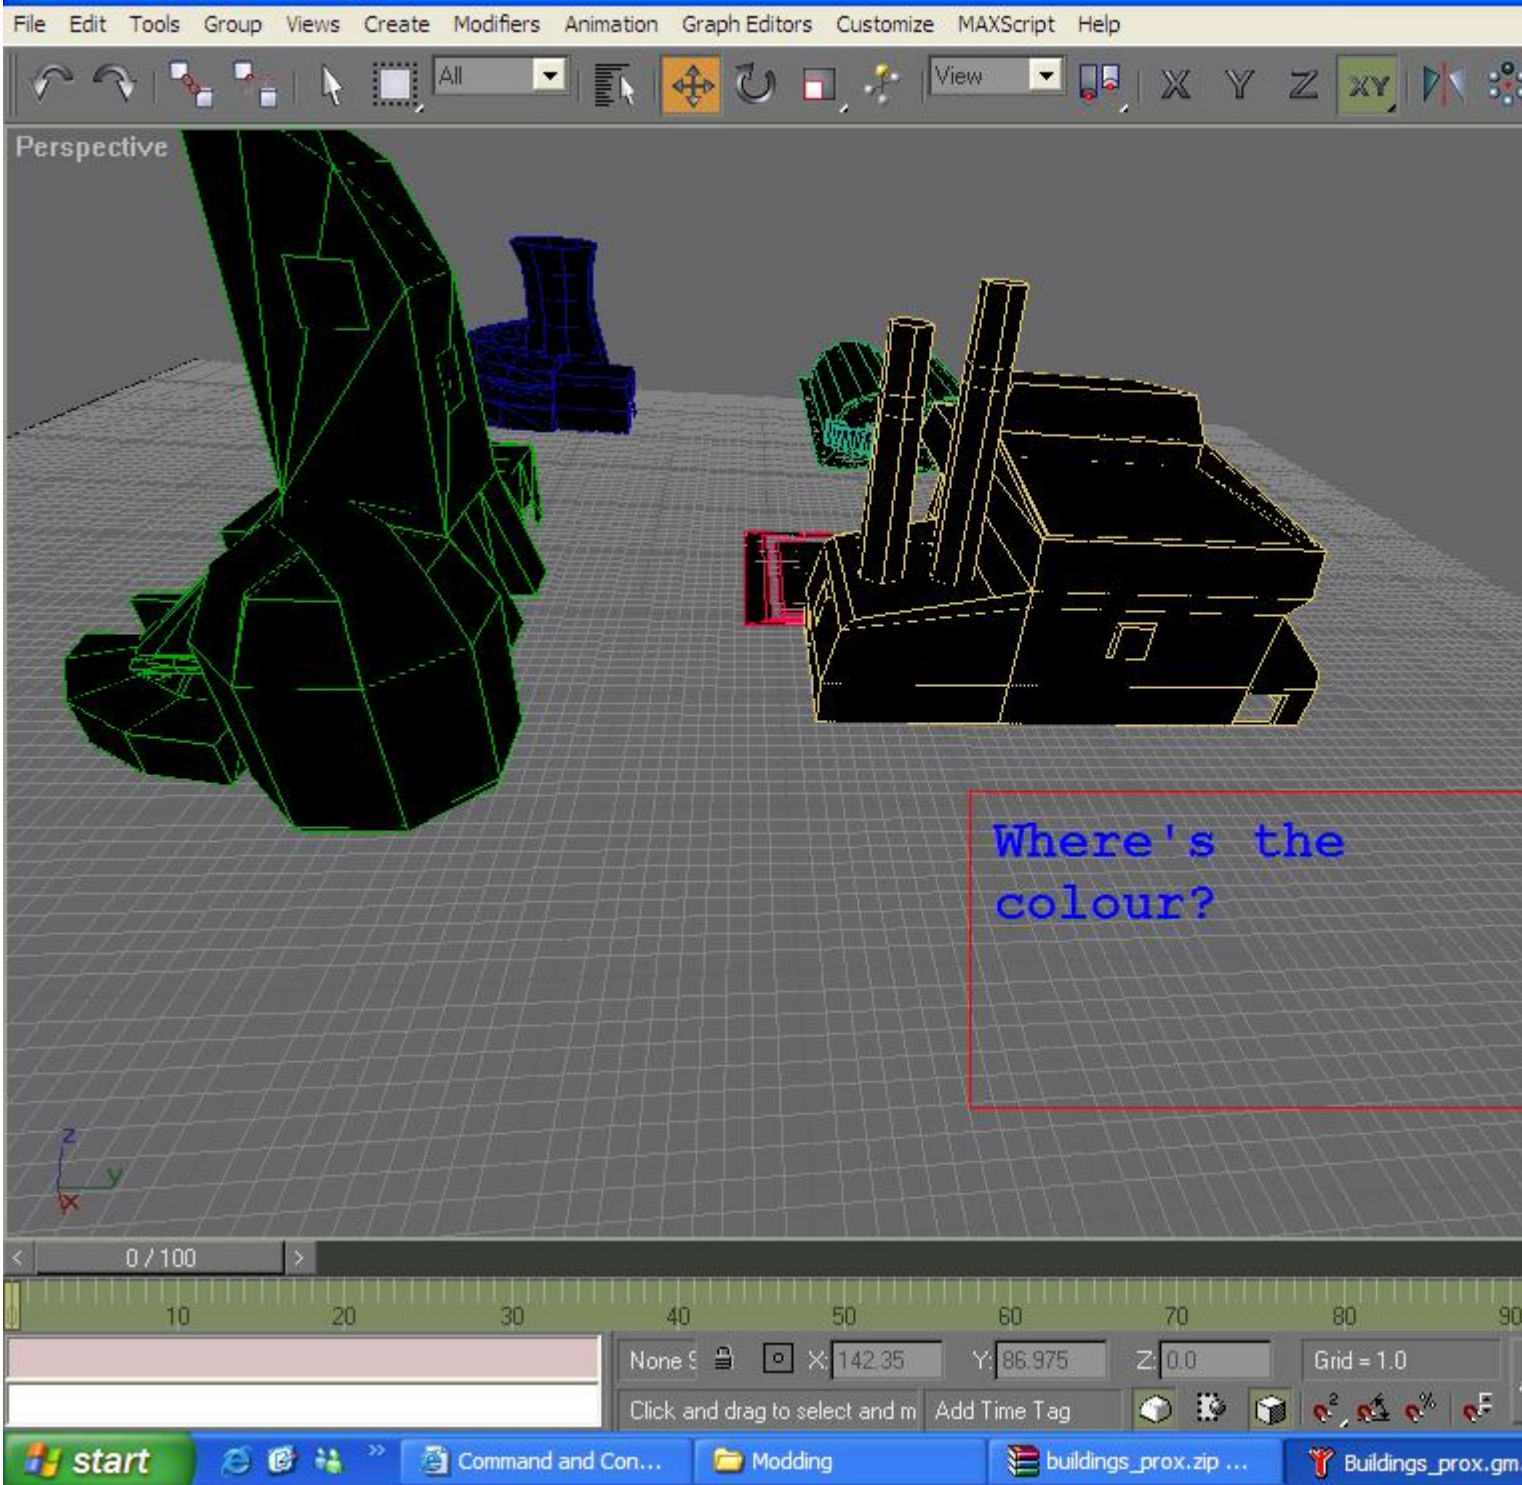 File Edit Tools Group Views Create Modifiers Animation Graph Editors Customize MAXScript Help
All View X Y Z XY
Perspective
Where's the
colour?
z
y
x
< 0 / 100 >
10 20 30 40 50 60 70 80 90
None S X: 142.35 Y: 86.975 Z: 0.0 Grid = 1.0
Click and drag to select and m Add Time Tag
start » Command and Con... Modding buildings_prox.zip ... Buildings_prox.gm